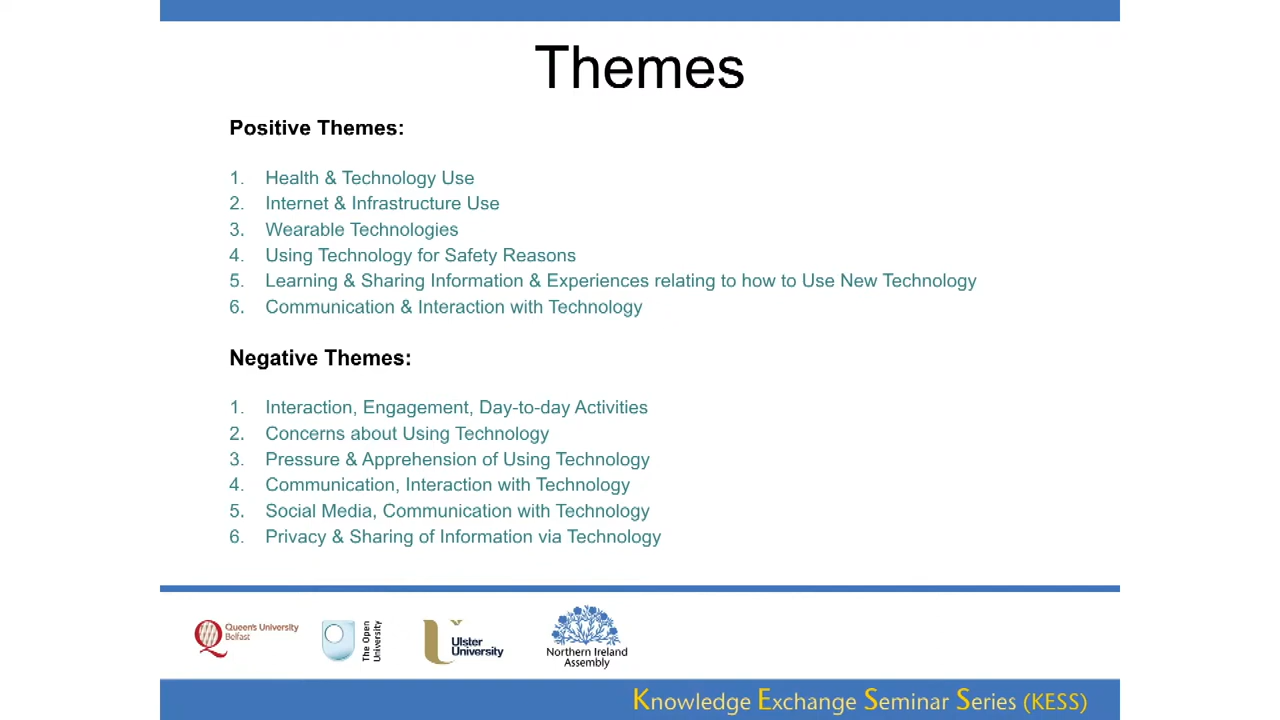 Themes
Positive Themes:
1. Health & Technology Use
2. Internet & Infrastructure Use
3. Wearable Technologies
4. Using Technology for Safety Reasons
5. Learning & Sharing Information & Experiences relating to how to Use New Technology
6. Communication & Interaction with Technology
Negative Themes:
1. Interaction, Engagement, Day-to-day Activities
2. Concerns about Using Technology
3. Pressure & Apprehension of Using Technology
4. Communication, Interaction with Technology
5. Social Media, Communication with Technology
6. Privacy & Sharing of Information via Technology
Queen's University
Belfast
The Open
University
Ulster
University
Northern Ireland
Assembly
Knowledge Exchange Seminar Series (KESS)